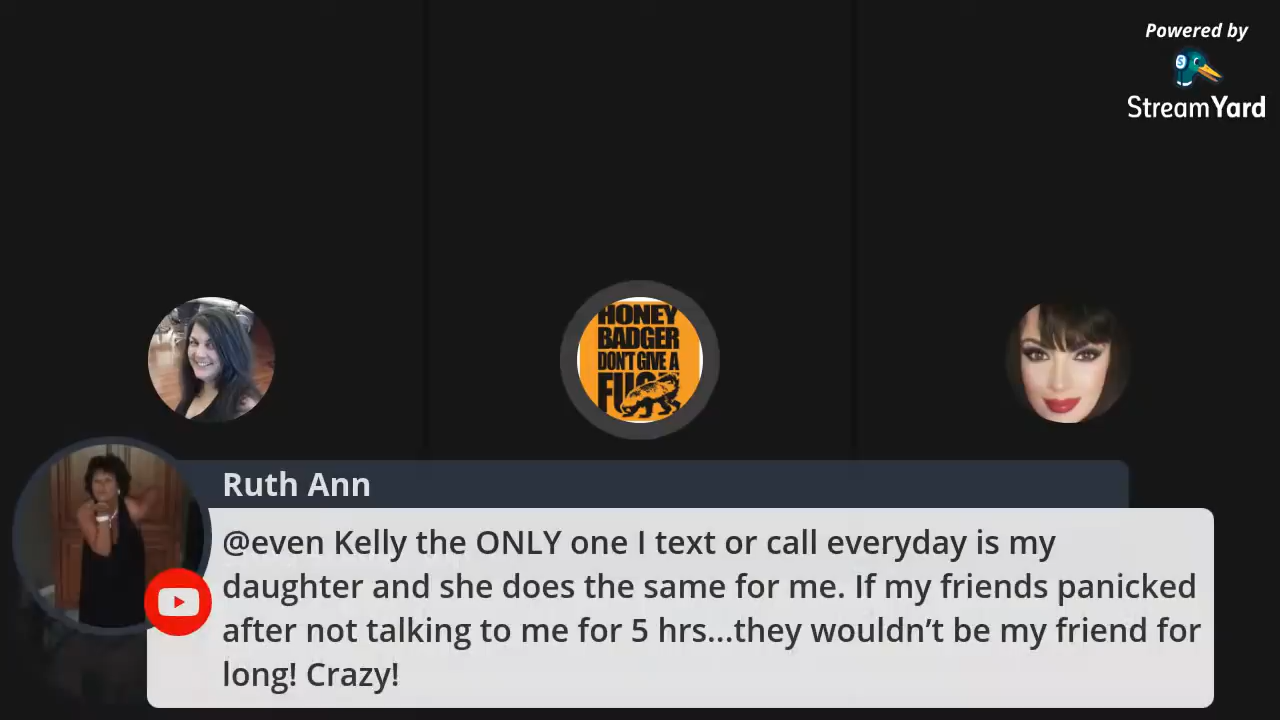 Powered by
StreamYard
HONEY
BADGER
DON'T GIVE A
Ruth Ann
@even Kelly the ONLY one I text or call everyday is my
daughter and she does the same for me. If my friends panicked
after not talking to me for 5 hrs...they wouldn’t be my friend for
long! Crazy!